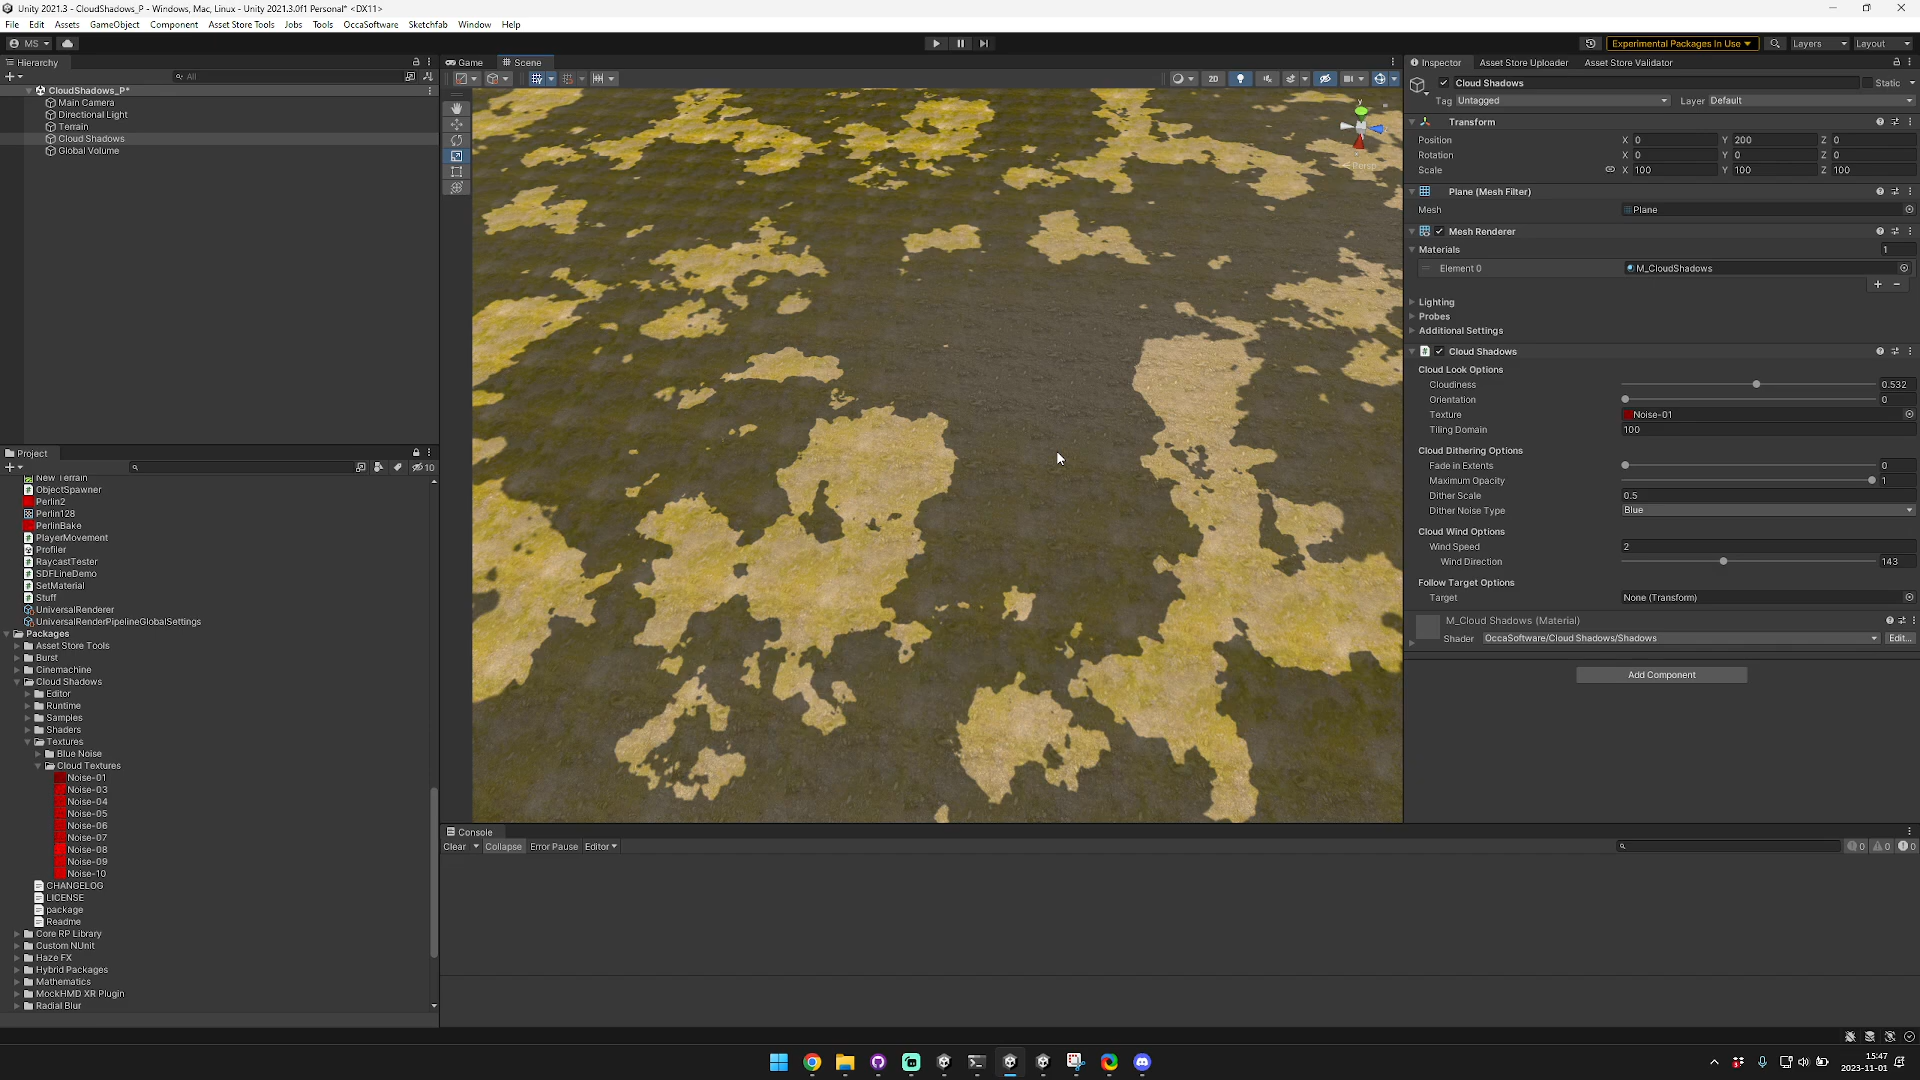 Unity 2021.3 - CloudShadows_P - Windows, Mac, Linux - Unity 2021.3.0f1 Personal* <DX11>
File Edit Assets GameObject Component Asset Store Tools Jobs Tools OccaSoftware Sketchfab Window Help
MS
Experimental Packages In Use
Layers
Layout
Hierarchy
All
CloudShadows_P*
Main Camera
Directional Light
Terrain
Cloud Shadows
Global Volume
Project
10
New Terrain
ObjectSpawner
Perlin2
Perlin128
PerlinBake
PlayerMovement
Profiler
RaycastTester
SDFLineDemo
SetMaterial
Stuff
UniversalRenderer
UniversalRenderPipelineGlobalSettings
Packages
Asset Store Tools
Burst
Cinemachine
Cloud Shadows
Editor
Runtime
Samples
Shaders
Textures
Blue Noise
Cloud Textures
Noise-01
Noise-03
Noise-04
Noise-05
Noise-06
Noise-07
Noise-08
Noise-09
Noise-10
CHANGELOG
LICENSE
package
Readme
Core RP Library
Custom NUnit
Haze FX
Hybrid Packages
Mathematics
MockHMD XR Plugin
Radial Blur
Game Scene
2D
y
Persp
Console
Clear Collapse Error Pause Editor
0 0 0
Inspector Asset Store Uploader Asset Store Validator
Cloud Shadows Static
Tag Untagged Layer Default
Transform
Position X 0 Y 200 Z 0
Rotation X 0 Y 0 Z 0
Scale X 100 Y 100 Z 100
Plane (Mesh Filter)
Mesh Plane
Mesh Renderer
Materials 1
Element 0 M_CloudShadows
Lighting
Probes
Additional Settings
Cloud Shadows
Cloud Look Options
Cloudiness 0.532
Orientation 0
Texture Noise-01
Tiling Domain 100
Cloud Dithering Options
Fade in Extents 0
Maximum Opacity 1
Dither Scale 0.5
Dither Noise Type Blue
Cloud Wind Options
Wind Speed 2
Wind Direction 143
Follow Target Options
Target None (Transform)
M_Cloud Shadows (Material)
Shader OccaSoftware/Cloud Shadows/Shadows Edit...
Add Component
15:47
2023-11-01